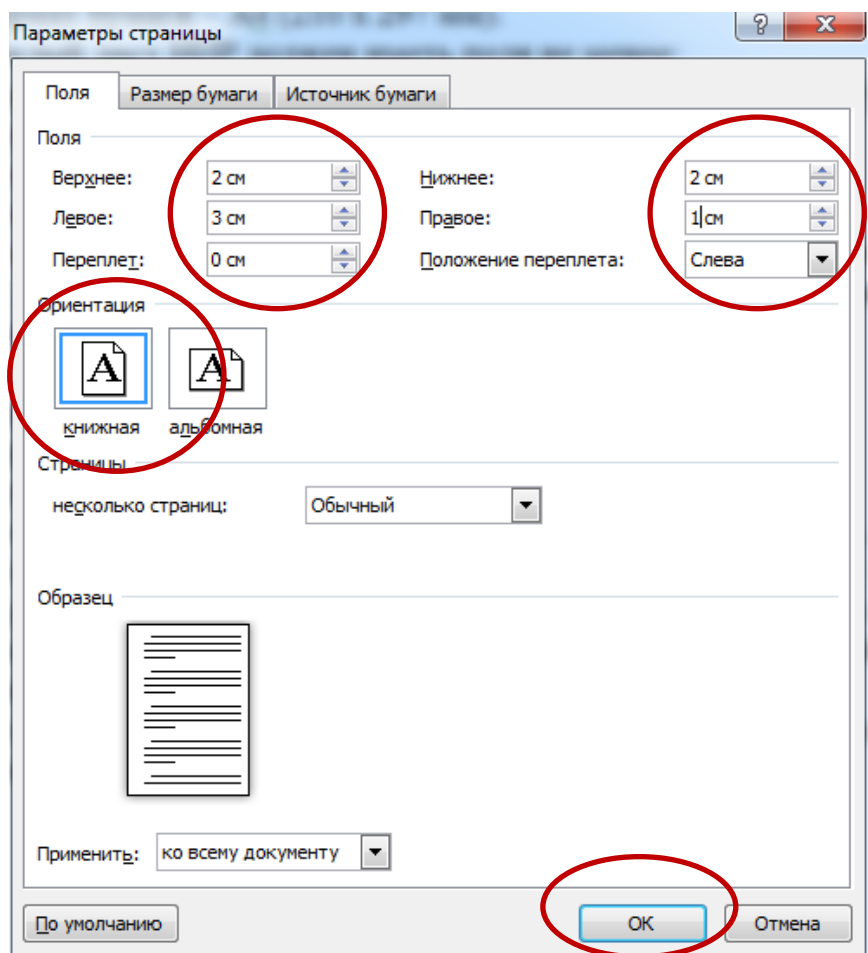 Параметры страницы
Поля Размер бумаги Источник бумаги
Поля
Верхнее: 2 см Нижнее: 2 см
Левое: 3 см Правое: 1 см
Переплет: 0 см Положение переплета: Слева
Ориентация
A A
книжная альбомная
Страницы
несколько страниц: Обычный
Образец
Применить: ко всему документу
По умолчанию OK Отмена